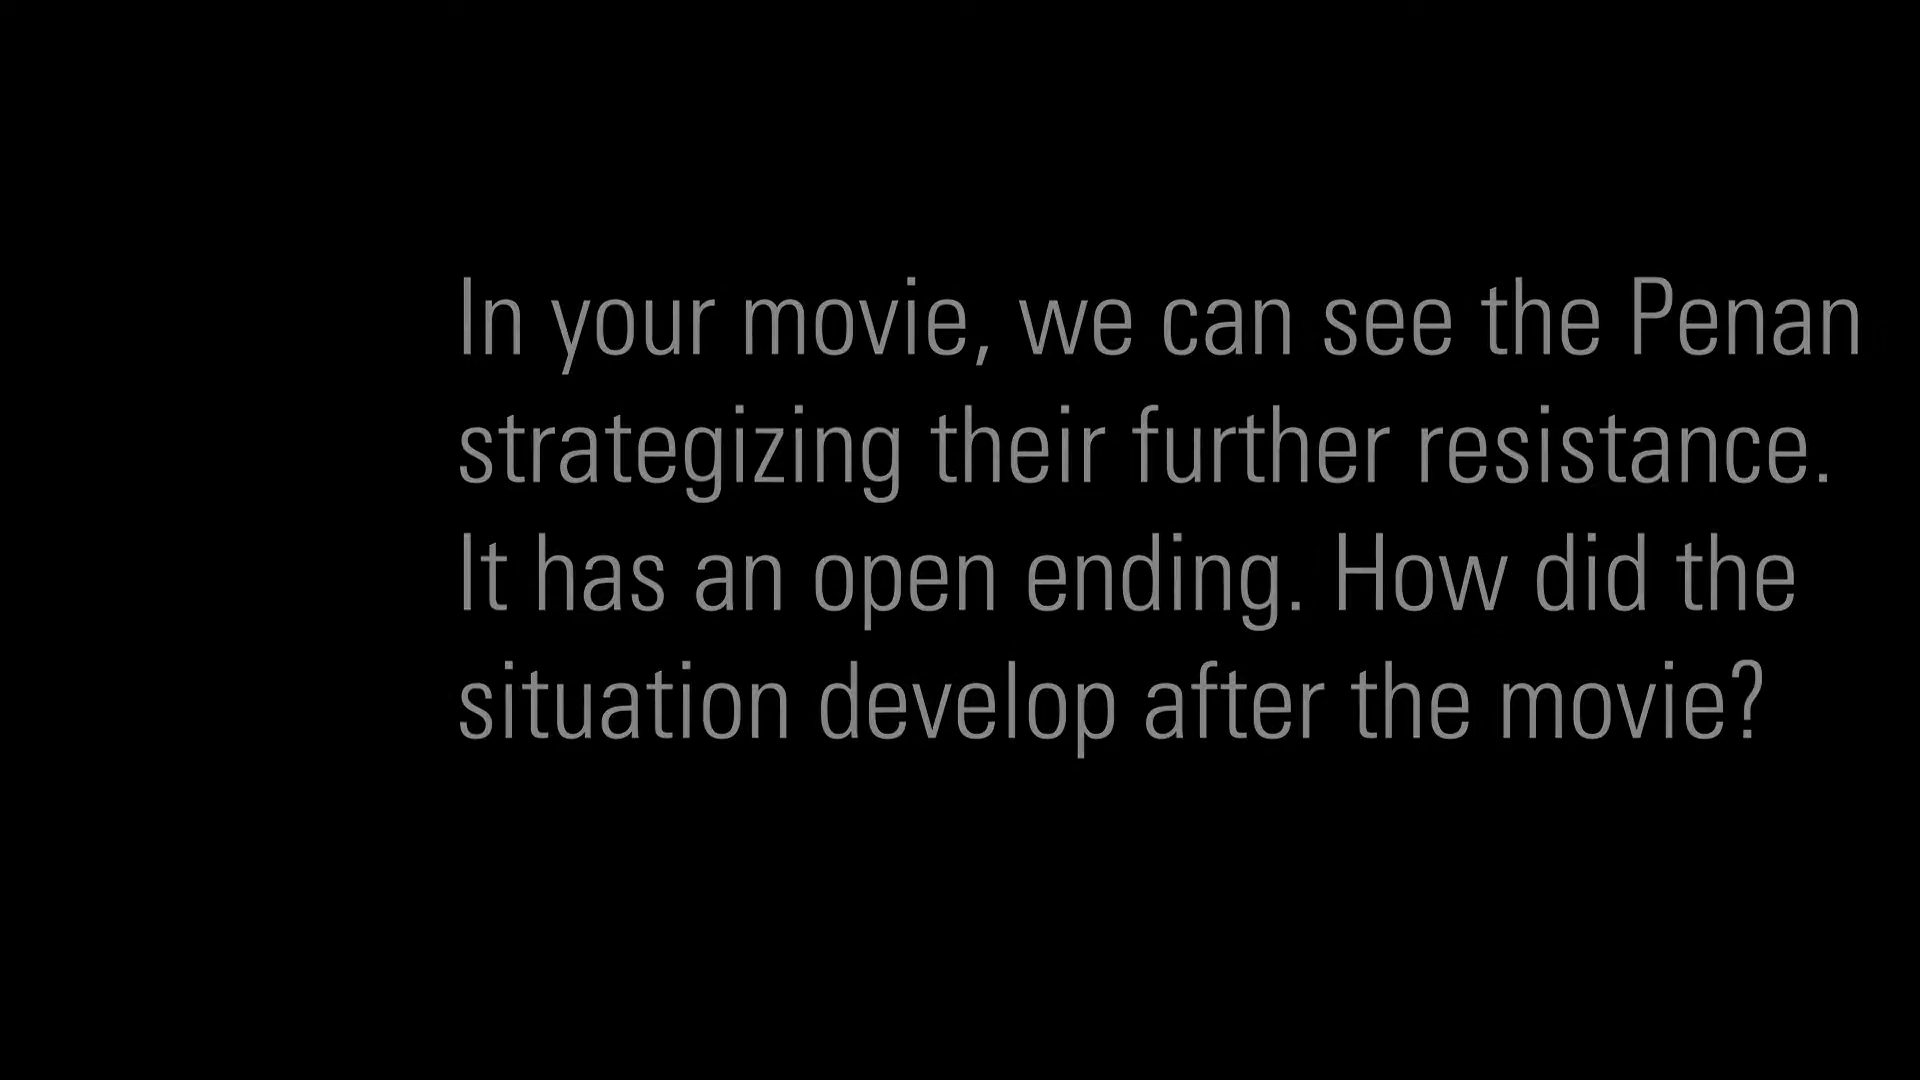 In your movie, we can see the Penan
strategizing their further resistance.
It has an open ending. How did the
situation develop after the movie?